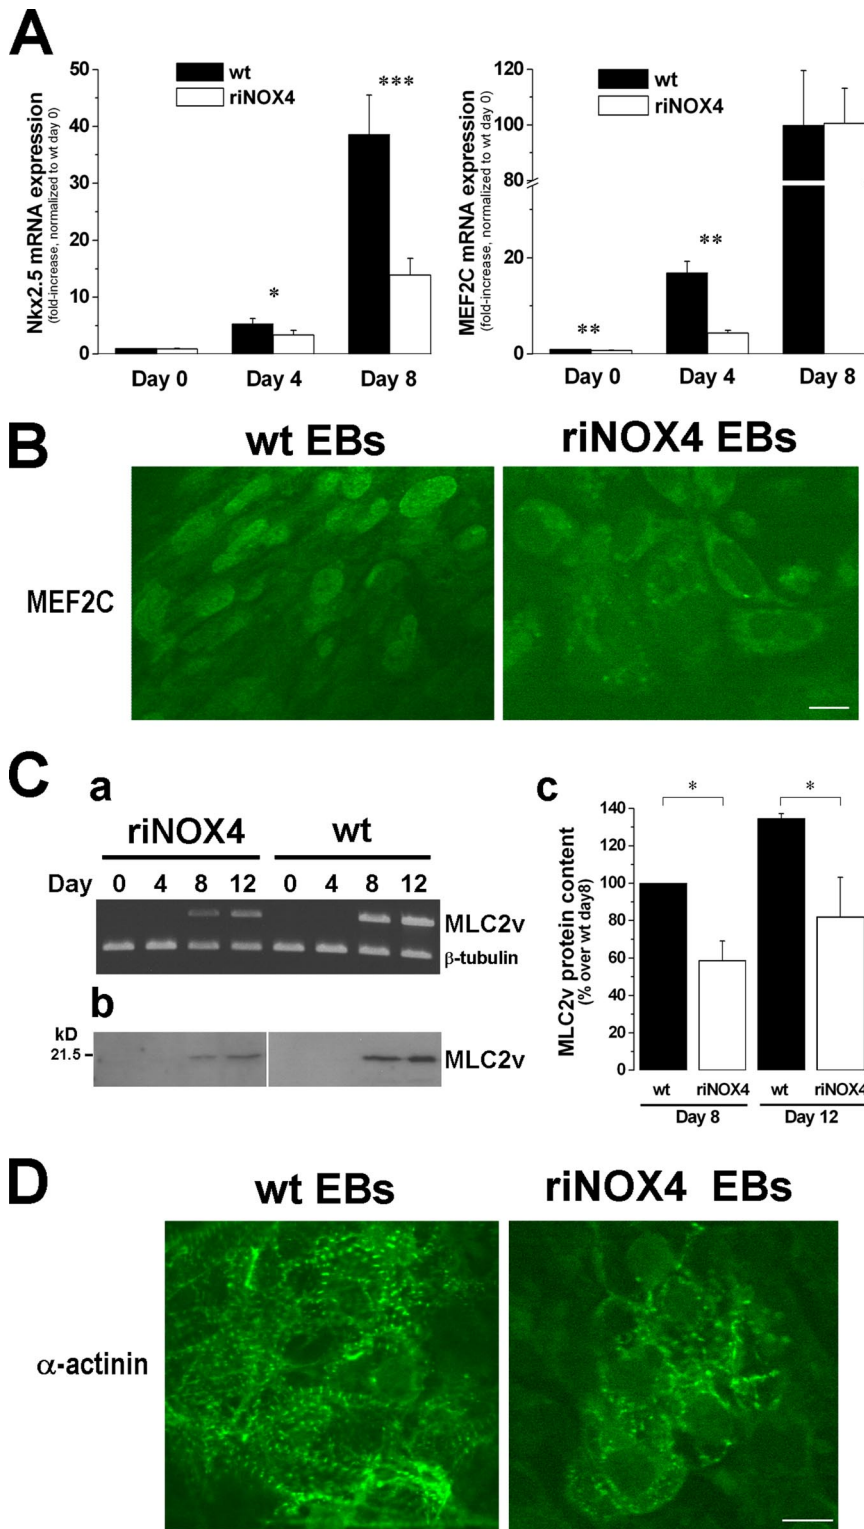 A
Nkx2.5 mRNA expression
(fold-increase, normalized to wt day 0)
50
40
30
20
10
0
wt
riNOX4
*
***
Day 0
Day 4
Day 8
MEF2C mRNA expression
(fold-increase, normalized to wt day 0)
120
100
80
20
0
wt
riNOX4
**
**
Day 0
Day 4
Day 8
B
wt EBs
riNOX4 EBs
MEF2C
C
a
riNOX4
wt
Day 0 4 8 12 0 4 8 12
MLC2v
β-tubulin
b
kD
21.5
MLC2v
c
MLC2v protein content
(% over wt day8)
140
120
100
80
60
40
20
0
*
*
wt riNOX4 wt riNOX4
Day 8
Day 12
D
wt EBs
riNOX4 EBs
α-actinin